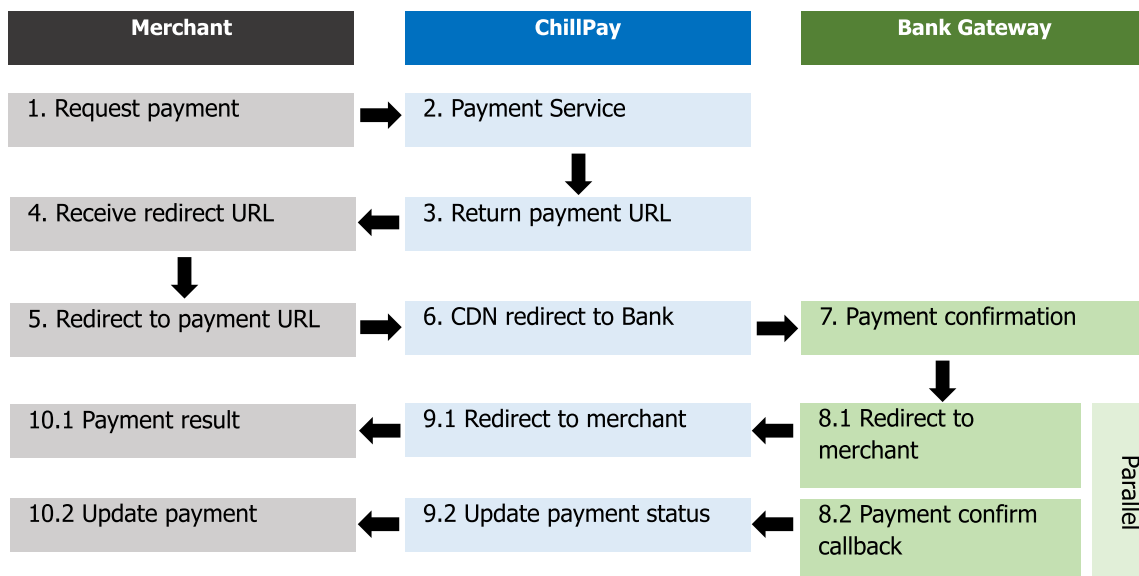 Merchant
ChillPay
Bank Gateway
1. Request payment
2. Payment Service
4. Receive redirect URL
3. Return payment URL
5. Redirect to payment URL
6. CDN redirect to Bank
7. Payment confirmation
10.1 Payment result
9.1 Redirect to merchant
8.1 Redirect to
merchant
10.2 Update payment
9.2 Update payment status
8.2 Payment confirm
callback
Parallel